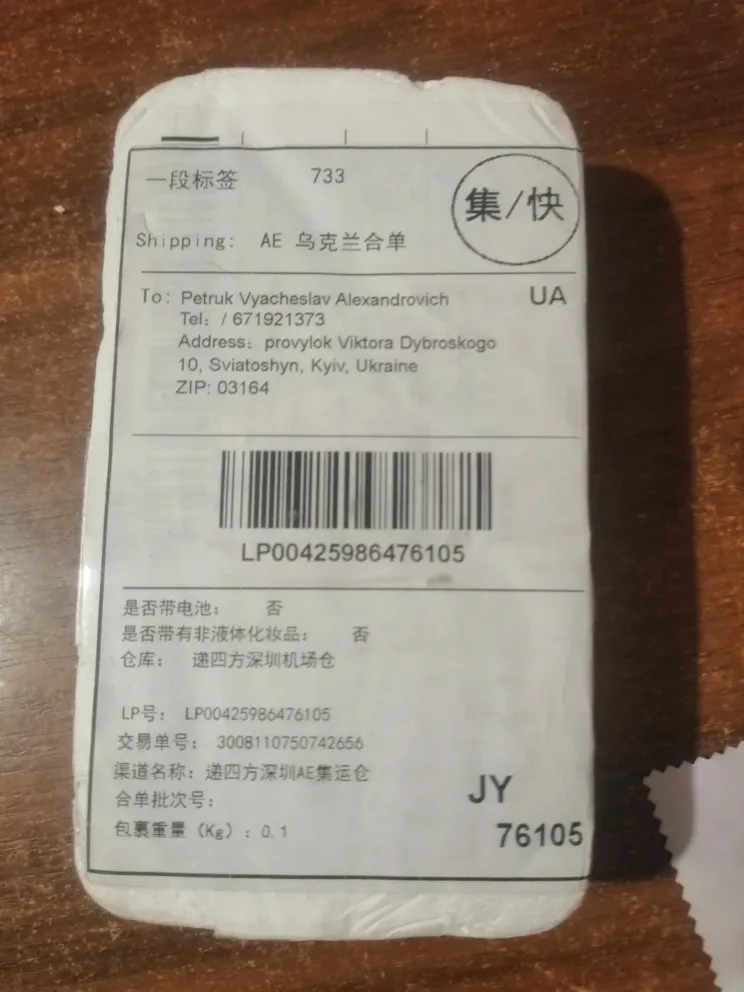 一段标签 733
集/快
Shipping: AE 乌克兰合单
To: Petruk Vyacheslav Alexandrovich UA
Tel: / 671921373
Address: provylok Viktora Dybroskogo
10, Sviatoshyn, Kyiv, Ukraine
ZIP: 03164
LP00425986476105
是否带电池: 否
是否带有非液体化妆品: 否
仓库: 递四方深圳机场仓
LP号: LP00425986476105
交易单号: 3008110750742656
渠道名称: 递四方深圳AE集运仓
合单批次号:
JY
包裹重量 (Kg) : 0.1
76105